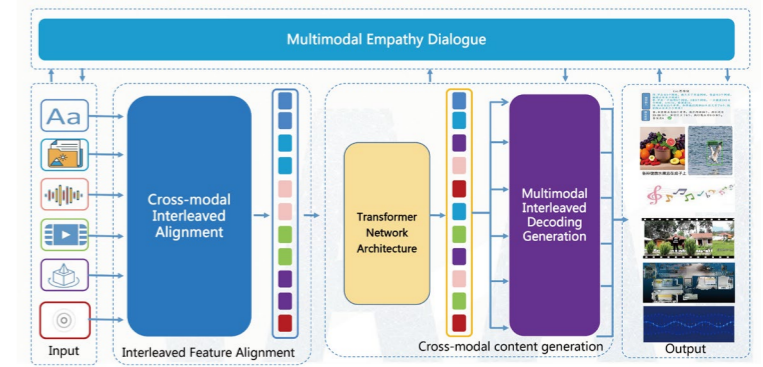 Multimodal Empathy Dialogue
Aa
Cross-modal
Interleaved
Alignment
Transformer
Network
Architecture
Multimodal
Interleaved
Decoding
Generation
Input
Interleaved Feature Alignment
Cross-modal content generation
Output